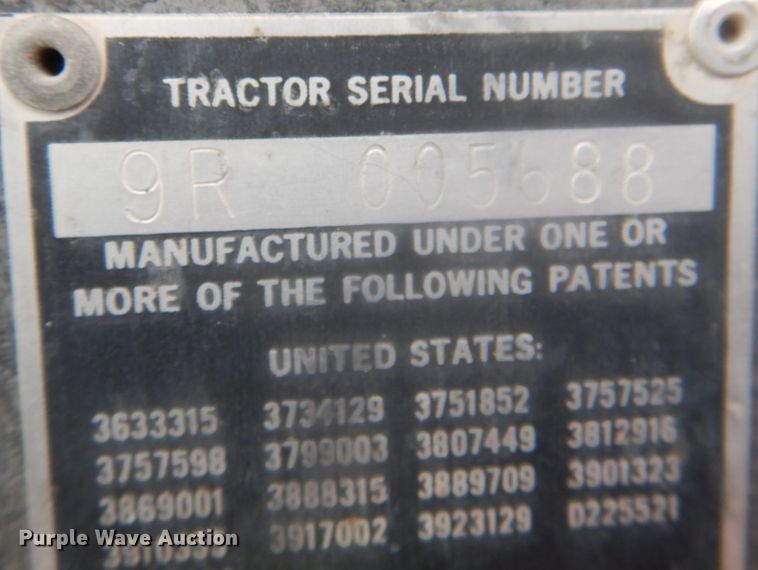 TRACTOR SERIAL NUMBER
9R 005688
MANUFACTURED UNDER ONE OR
MORE OF THE FOLLOWING PATENTS
UNITED STATES:
3633315 3734129 3751852 3757525
3757598 3799003 3807449 3812916
3869001 3888315 3889709 3901323
3917002 3923129 D225521
Purple Wave Auction